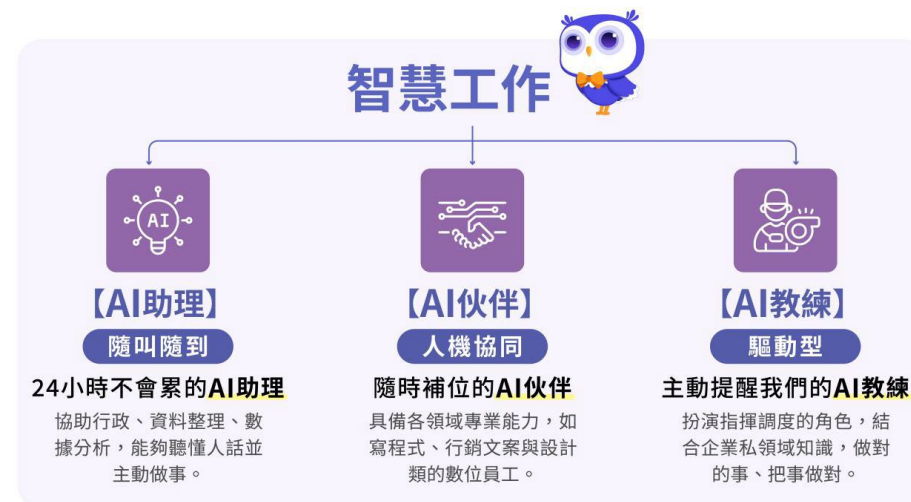 智慧工作
AI
【AI助理】
隨叫隨到
24小時不會累的AI助理
協助行政、資料整理、數
據分析，能夠聽懂人話並
主動做事。
【AI伙伴】
人機協同
隨時補位的AI伙伴
具備各領域專業能力，如
寫程式、行銷文案與設計
類的數位員工。
【AI教練】
驅動型
主動提醒我們的AI教練
扮演指揮調度的角色，結
合企業私領域知識，做對
的事、把事做對。